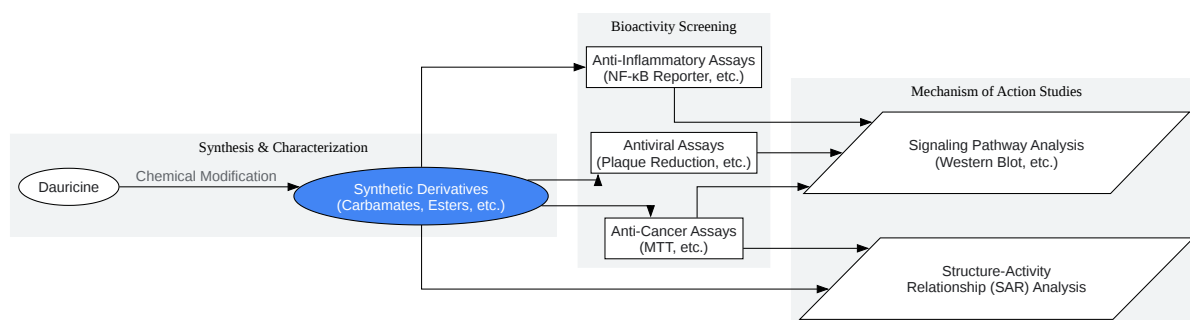 Bioactivity Screening
Anti-Inflammatory Assays
(NF-κB Reporter, etc.)
Mechanism of Action Studies
Synthesis & Characterization
Antiviral Assays
(Plaque Reduction, etc.)
Signaling Pathway Analysis
(Western Blot, etc.)
Dauricine
Chemical Modification
Synthetic Derivatives
(Carbamates, Esters, etc.)
Anti-Cancer Assays
(MTT, etc.)
Structure-Activity
Relationship (SAR) Analysis